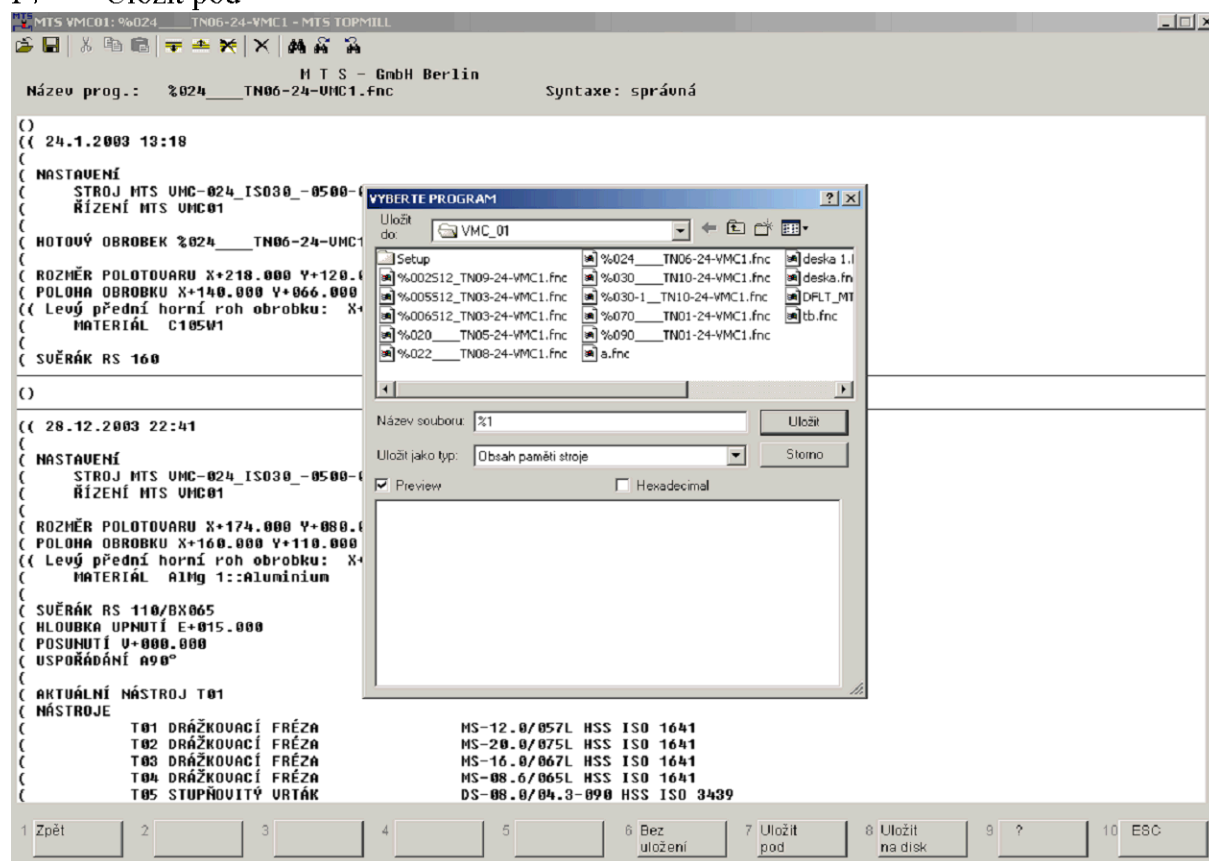 F7 — Uložit pod
MTS VMC01: %024____TN06-24-VMC1 - MTS TOPMILL
M T S - GmbH Berlin
Název prog.: %024____TN06-24-VMC1.fnc Syntaxe: správná
()
(( 24.1.2003 13:18
(
( NASTAVENÍ
( STROJ MTS VMC-024_ISO30_-0500-
( ŘÍZENÍ MTS VMC01
(
( HOTOVÝ OBROBEK %024____TN06-24-VMC1
(
( ROZMĚR POLOTOVARU X+218.000 Y+120.
( POLOHA OBROBKU X+140.000 Y+066.000
(( Levý přední horní roh obrobku: X+
( MATERIÁL C105W1
(
( SVĚRÁK RS 160
()
(( 28.12.2003 22:41
(
( NASTAVENÍ
( STROJ MTS VMC-024_ISO30_-0500-
( ŘÍZENÍ MTS VMC01
(
( ROZMĚR POLOTOVARU X+174.000 Y+080.
( POLOHA OBROBKU X+160.000 Y+110.000
(( Levý přední horní roh obrobku: X+
( MATERIÁL AlMg 1::Aluminium
(
( SVĚRÁK RS 110/BX065
( HLOUBKA UPNUTÍ E+015.000
( POSUNUTÍ V+000.000
( USPOŘÁDÁNÍ A90°
(
( AKTUÁLNÍ NÁSTROJ T01
( NÁSTROJE
( T01 DRÁŽKOVACÍ FRÉZA MS-12.0/057L HSS ISO 1641
( T02 DRÁŽKOVACÍ FRÉZA MS-20.0/075L HSS ISO 1641
( T03 DRÁŽKOVACÍ FRÉZA MS-16.0/067L HSS ISO 1641
( T04 DRÁŽKOVACÍ FRÉZA MS-08.6/065L HSS ISO 1641
( T05 STUPŇOVITÝ VRTÁK DS-08.0/04.3-090 HSS ISO 3439
VYBERTE PROGRAM
Uložit do: VMC_01
Setup %024____TN06-24-VMC1.fnc deska 1.
%002S12_TN09-24-VMC1.fnc %030____TN10-24-VMC1.fnc deska.fn
%005S12_TN03-24-VMC1.fnc %030-1__TN10-24-VMC1.fnc DFLT_MT
%006S12_TN03-24-VMC1.fnc %070____TN01-24-VMC1.fnc tb.fnc
%020____TN05-24-VMC1.fnc %090____TN01-24-VMC1.fnc
%022____TN08-24-VMC1.fnc a.fnc
Název souboru: %1 Uložit
Uložit jako typ: Obsah paměti stroje Storno
Preview Hexadecimal
1 Zpět 2 3 4 5 6 Bez uložení 7 Uložit pod 8 Uložit na disk 9 ? 10 ESC